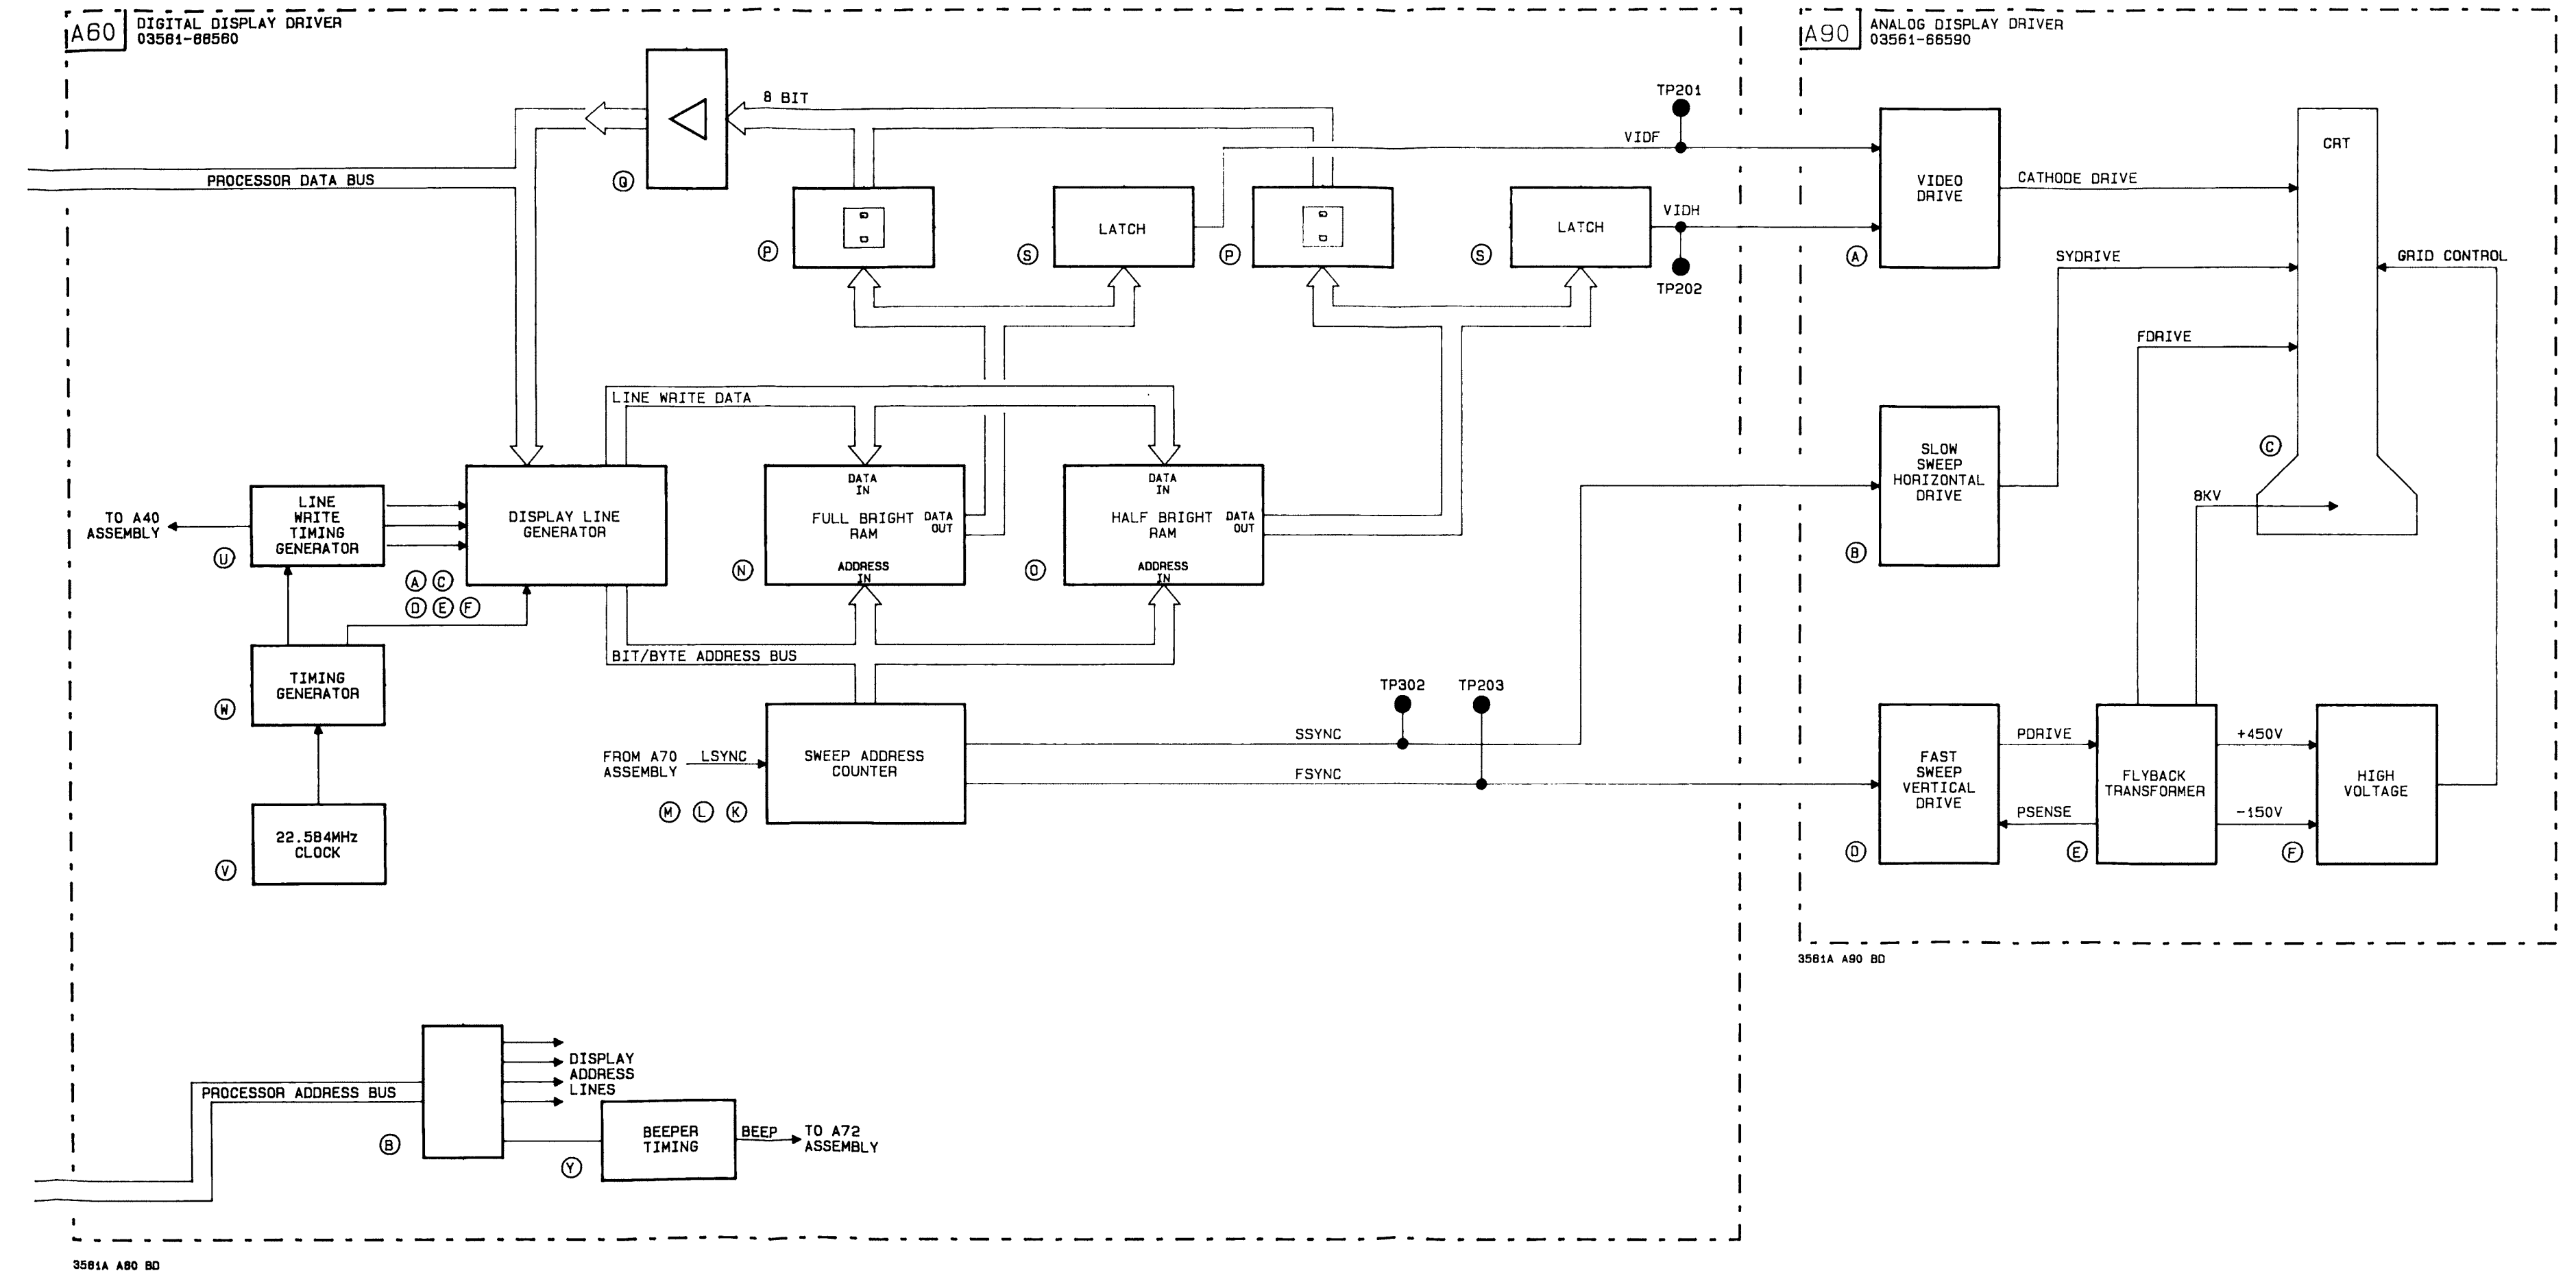 A60
DIGITAL DISPLAY DRIVER
03561-66560
A90
ANALOG DISPLAY DRIVER
03561-66590
8 BIT
TP201
VIDF
CRT
PROCESSOR DATA BUS
Q
VIDEO
DRIVE
CATHODE DRIVE
LATCH
VIDH
LATCH
P
S
P
S
A
TP202
SYDRIVE
GRID CONTROL
FDRIVE
LINE WRITE DATA
C
SLOW
SWEEP
HORIZONTAL
DRIVE
8KV
TO A40
ASSEMBLY
LINE
WRITE
TIMING
GENERATOR
DISPLAY LINE
GENERATOR
DATA
IN
FULL BRIGHT
RAM
DATA
OUT
ADDRESS
IN
DATA
IN
HALF BRIGHT
RAM
DATA
OUT
ADDRESS
IN
U
N
O
B
A C
D E F
BIT/BYTE ADDRESS BUS
TIMING
GENERATOR
W
TP302
TP203
SSYNC
FROM A70
ASSEMBLY
LSYNC
SWEEP ADDRESS
COUNTER
FSYNC
M L K
FAST
SWEEP
VERTICAL
DRIVE
PDRIVE
PSENSE
FLYBACK
TRANSFORMER
+450V
-150V
HIGH
VOLTAGE
D
E
F
22.584MHz
CLOCK
V
3561A A90 BD
DISPLAY
ADDRESS
LINES
PROCESSOR ADDRESS BUS
B
BEEPER
TIMING
BEEP
TO A72
ASSEMBLY
Y
3561A A60 BD